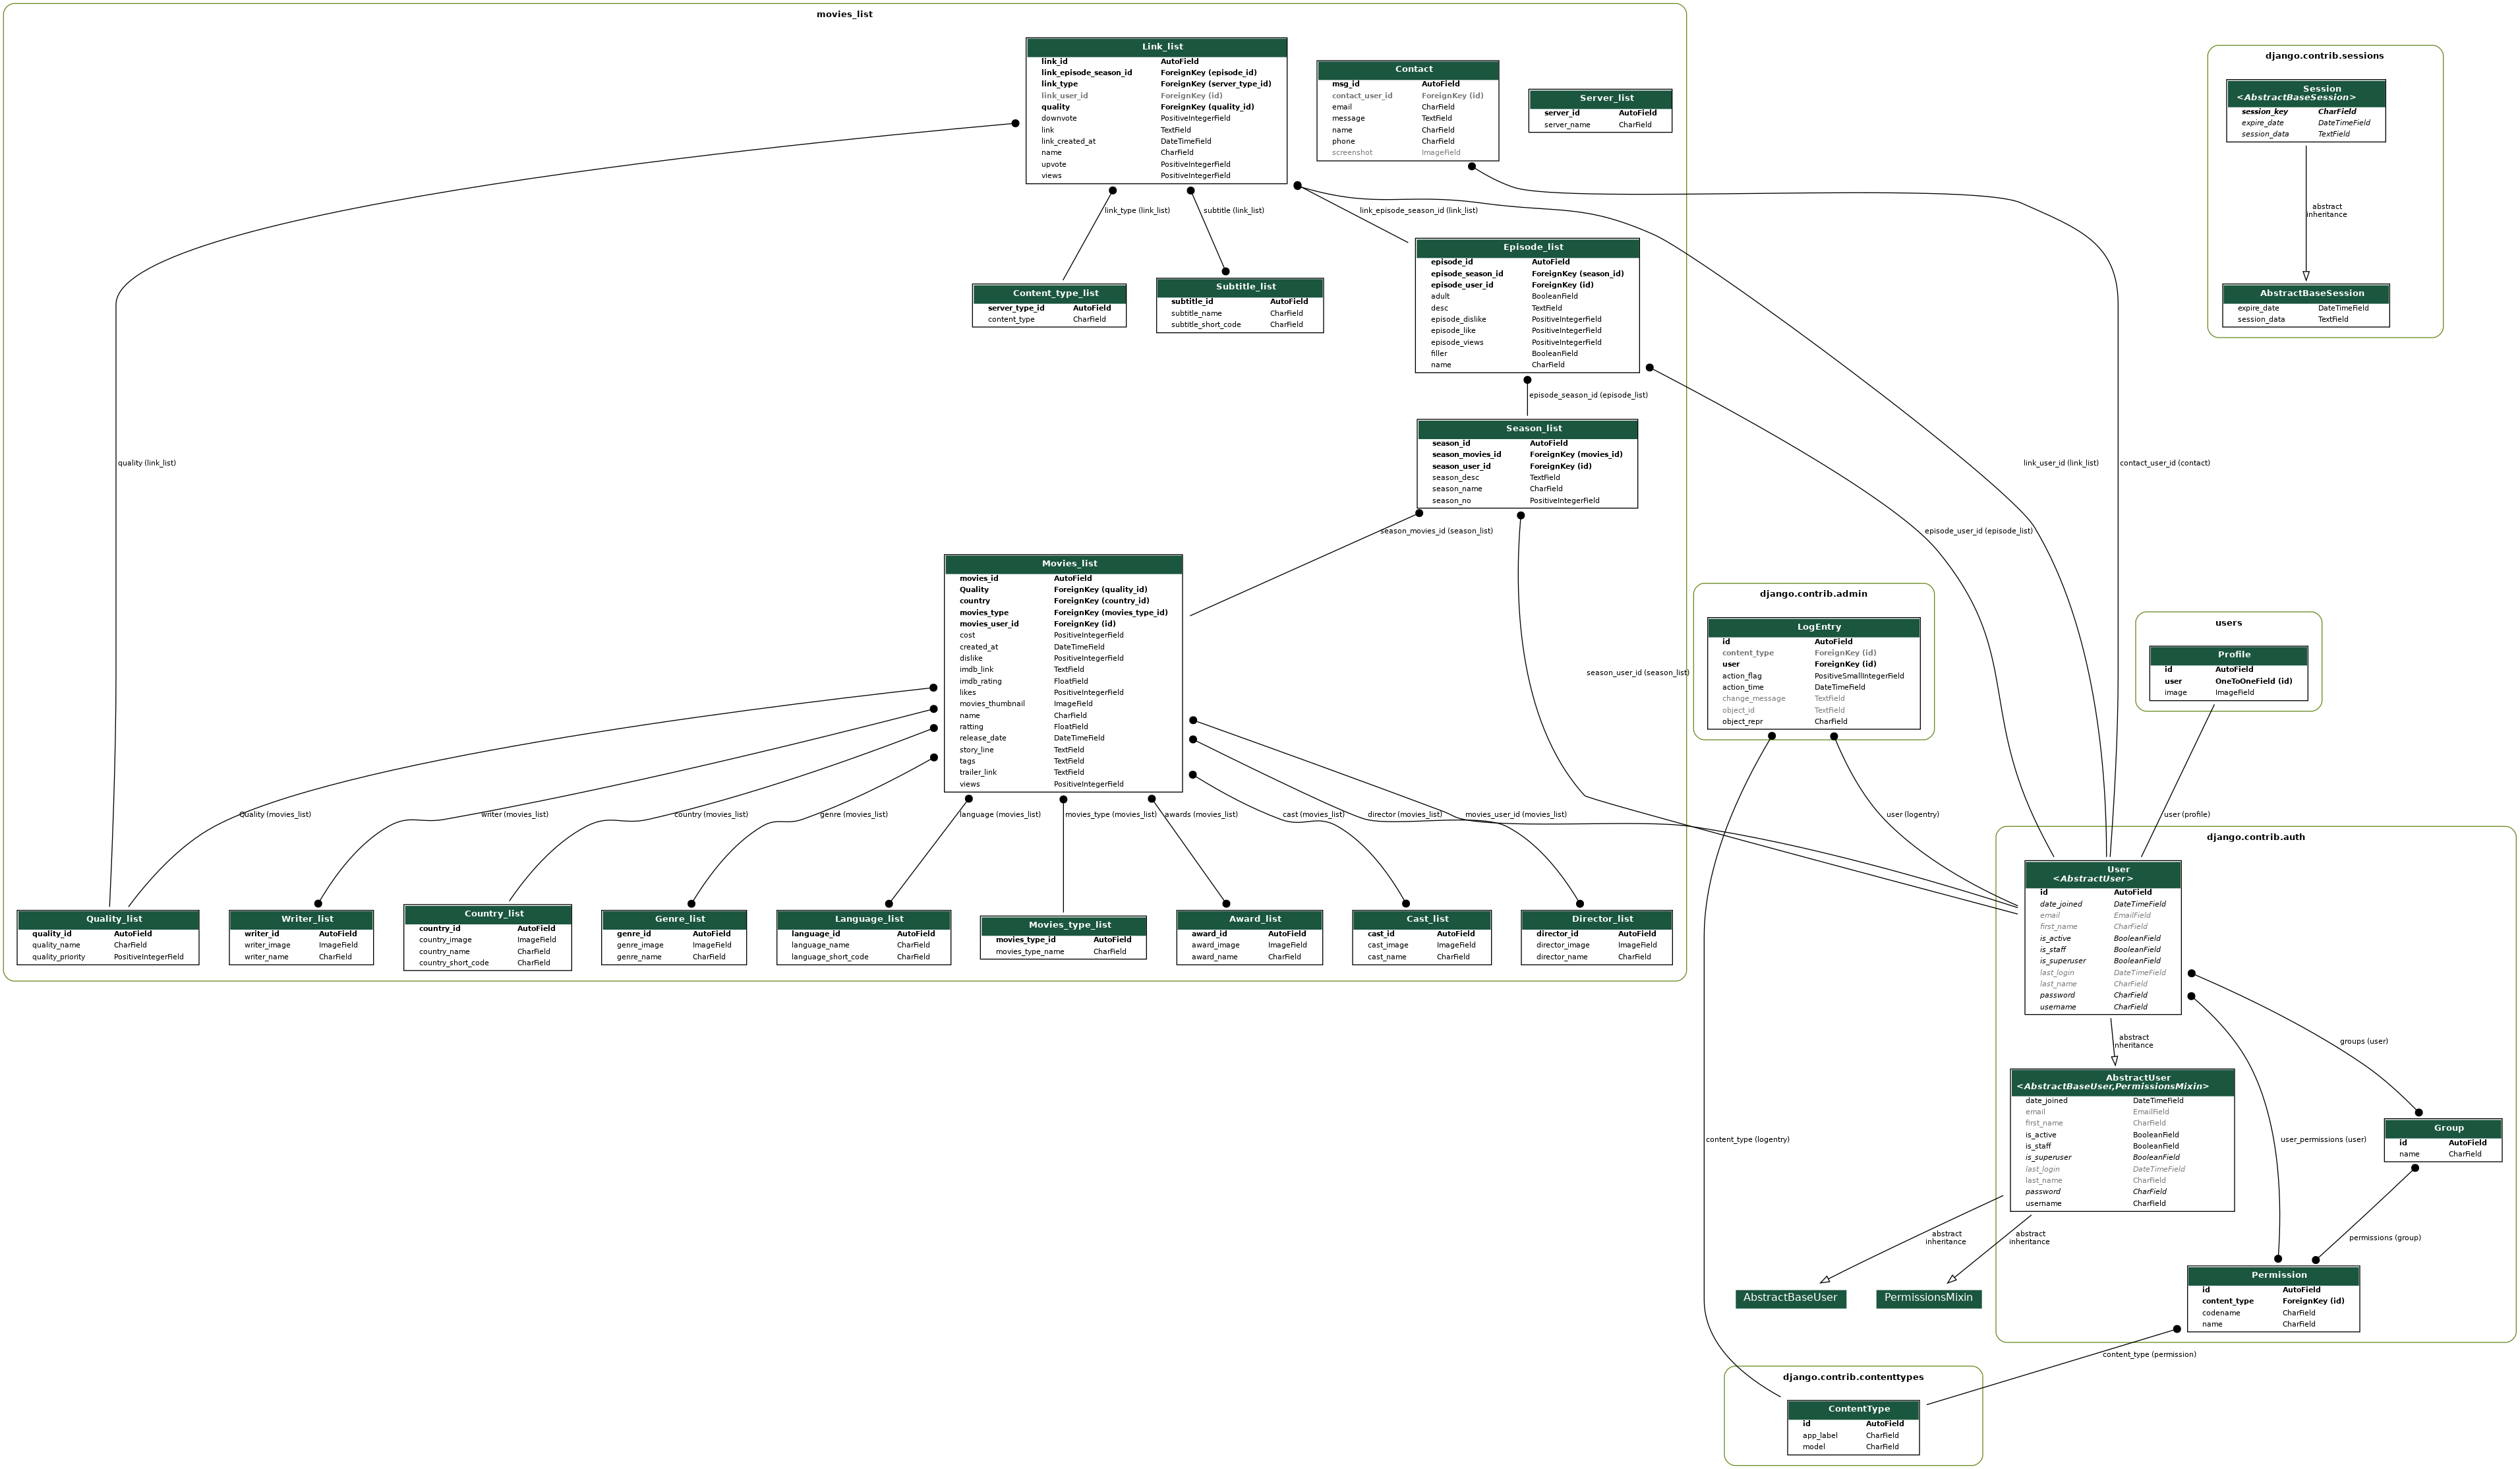 movies_list
Link_list
link_id AutoField
link_episode_season_id ForeignKey (episode_id)
link_type ForeignKey (server_type_id)
link_user_id ForeignKey (id)
quality ForeignKey (quality_id)
downvote PositiveIntegerField
link TextField
link_created_at DateTimeField
name CharField
upvote PositiveIntegerField
views PositiveIntegerField
Contact
msg_id AutoField
contact_user_id ForeignKey (id)
email CharField
message TextField
name CharField
phone CharField
screenshot ImageField
Server_list
server_id AutoField
server_name CharField
django.contrib.sessions
Session
<AbstractBaseSession>
session_key CharField
expire_date DateTimeField
session_data TextField
abstract
inheritance
AbstractBaseSession
expire_date DateTimeField
session_data TextField
link_type (link_list)
subtitle (link_list)
link_episode_season_id (link_list)
Content_type_list
server_type_id AutoField
content_type CharField
Subtitle_list
subtitle_id AutoField
subtitle_name CharField
subtitle_short_code CharField
Episode_list
episode_id AutoField
episode_season_id ForeignKey (season_id)
episode_user_id ForeignKey (id)
adult BooleanField
desc TextField
episode_dislike PositiveIntegerField
episode_like PositiveIntegerField
episode_views PositiveIntegerField
filler BooleanField
name CharField
episode_season_id (episode_list)
Season_list
season_id AutoField
season_movies_id ForeignKey (movies_id)
season_user_id ForeignKey (id)
season_desc TextField
season_name CharField
season_no PositiveIntegerField
quality (link_list)
link_user_id (link_list)
contact_user_id (contact)
season_movies_id (season_list)
episode_user_id (episode_list)
Movies_list
movies_id AutoField
Quality ForeignKey (quality_id)
country ForeignKey (country_id)
movies_type ForeignKey (movies_type_id)
movies_user_id ForeignKey (id)
cost PositiveIntegerField
created_at DateTimeField
dislike PositiveIntegerField
imdb_link TextField
imdb_rating FloatField
likes PositiveIntegerField
movies_thumbnail ImageField
name CharField
ratting FloatField
release_date DateTimeField
story_line TextField
tags TextField
trailer_link TextField
views PositiveIntegerField
season_user_id (season_list)
django.contrib.admin
LogEntry
id AutoField
content_type ForeignKey (id)
user ForeignKey (id)
action_flag PositiveSmallIntegerField
action_time DateTimeField
change_message TextField
object_id TextField
object_repr CharField
users
Profile
id AutoField
user OneToOneField (id)
image ImageField
Quality (movies_list)
writer (movies_list)
country (movies_list)
genre (movies_list)
language (movies_list)
movies_type (movies_list)
awards (movies_list)
cast (movies_list)
director (movies_list)
movies_user_id (movies_list)
user (logentry)
user (profile)
Quality_list
quality_id AutoField
quality_name CharField
quality_priority PositiveIntegerField
Writer_list
writer_id AutoField
writer_image ImageField
writer_name CharField
Country_list
country_id AutoField
country_image ImageField
country_name CharField
country_short_code CharField
Genre_list
genre_id AutoField
genre_image ImageField
genre_name CharField
Language_list
language_id AutoField
language_name CharField
language_short_code CharField
Movies_type_list
movies_type_id AutoField
movies_type_name CharField
Award_list
award_id AutoField
award_image ImageField
award_name CharField
Cast_list
cast_id AutoField
cast_image ImageField
cast_name CharField
Director_list
director_id AutoField
director_image ImageField
director_name CharField
django.contrib.auth
User
<AbstractUser>
id AutoField
date_joined DateTimeField
email EmailField
first_name CharField
is_active BooleanField
is_staff BooleanField
is_superuser BooleanField
last_login DateTimeField
last_name CharField
password CharField
username CharField
abstract
inheritance
groups (user)
AbstractUser
<AbstractBaseUser,PermissionsMixin>
date_joined DateTimeField
email EmailField
first_name CharField
is_active BooleanField
is_staff BooleanField
is_superuser BooleanField
last_login DateTimeField
last_name CharField
password CharField
username CharField
content_type (logentry)
user_permissions (user)
Group
id AutoField
name CharField
abstract
inheritance
abstract
inheritance
permissions (group)
AbstractBaseUser
PermissionsMixin
Permission
id AutoField
content_type ForeignKey (id)
codename CharField
name CharField
content_type (permission)
django.contrib.contenttypes
ContentType
id AutoField
app_label CharField
model CharField